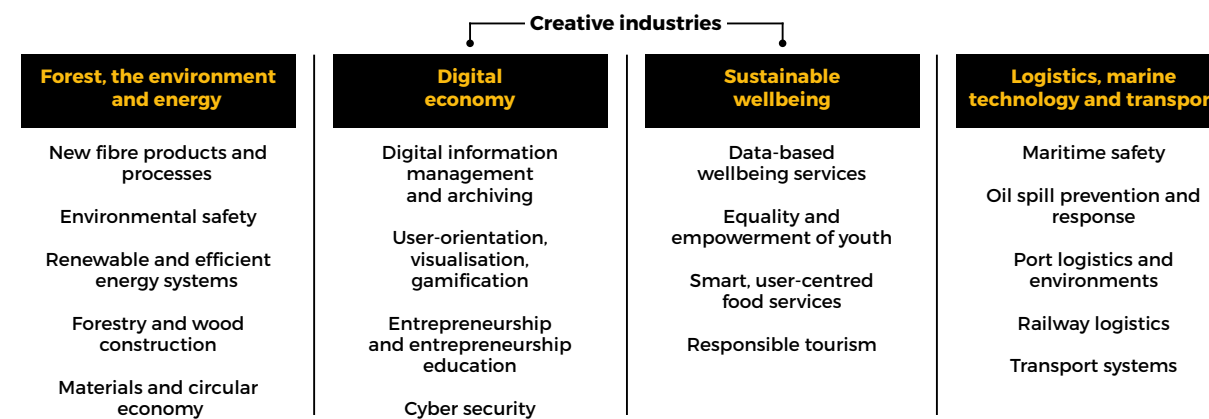 Creative industries
Forest, the environment
and energy
New fibre products and
processes
Environmental safety
Renewable and efficient
energy systems
Forestry and wood
construction
Materials and circular
economy
Digital
economy
Digital information
management
and archiving
User-orientation,
visualisation,
gamification
Entrepreneurship
and entrepreneurship
education
Cyber security
Sustainable
wellbeing
Data-based
wellbeing services
Equality and
empowerment of youth
Smart, user-centred
food services
Responsible tourism
Logistics, marine
technology and transpor
Maritime safety
Oil spill prevention and
response
Port logistics and
environments
Railway logistics
Transport systems